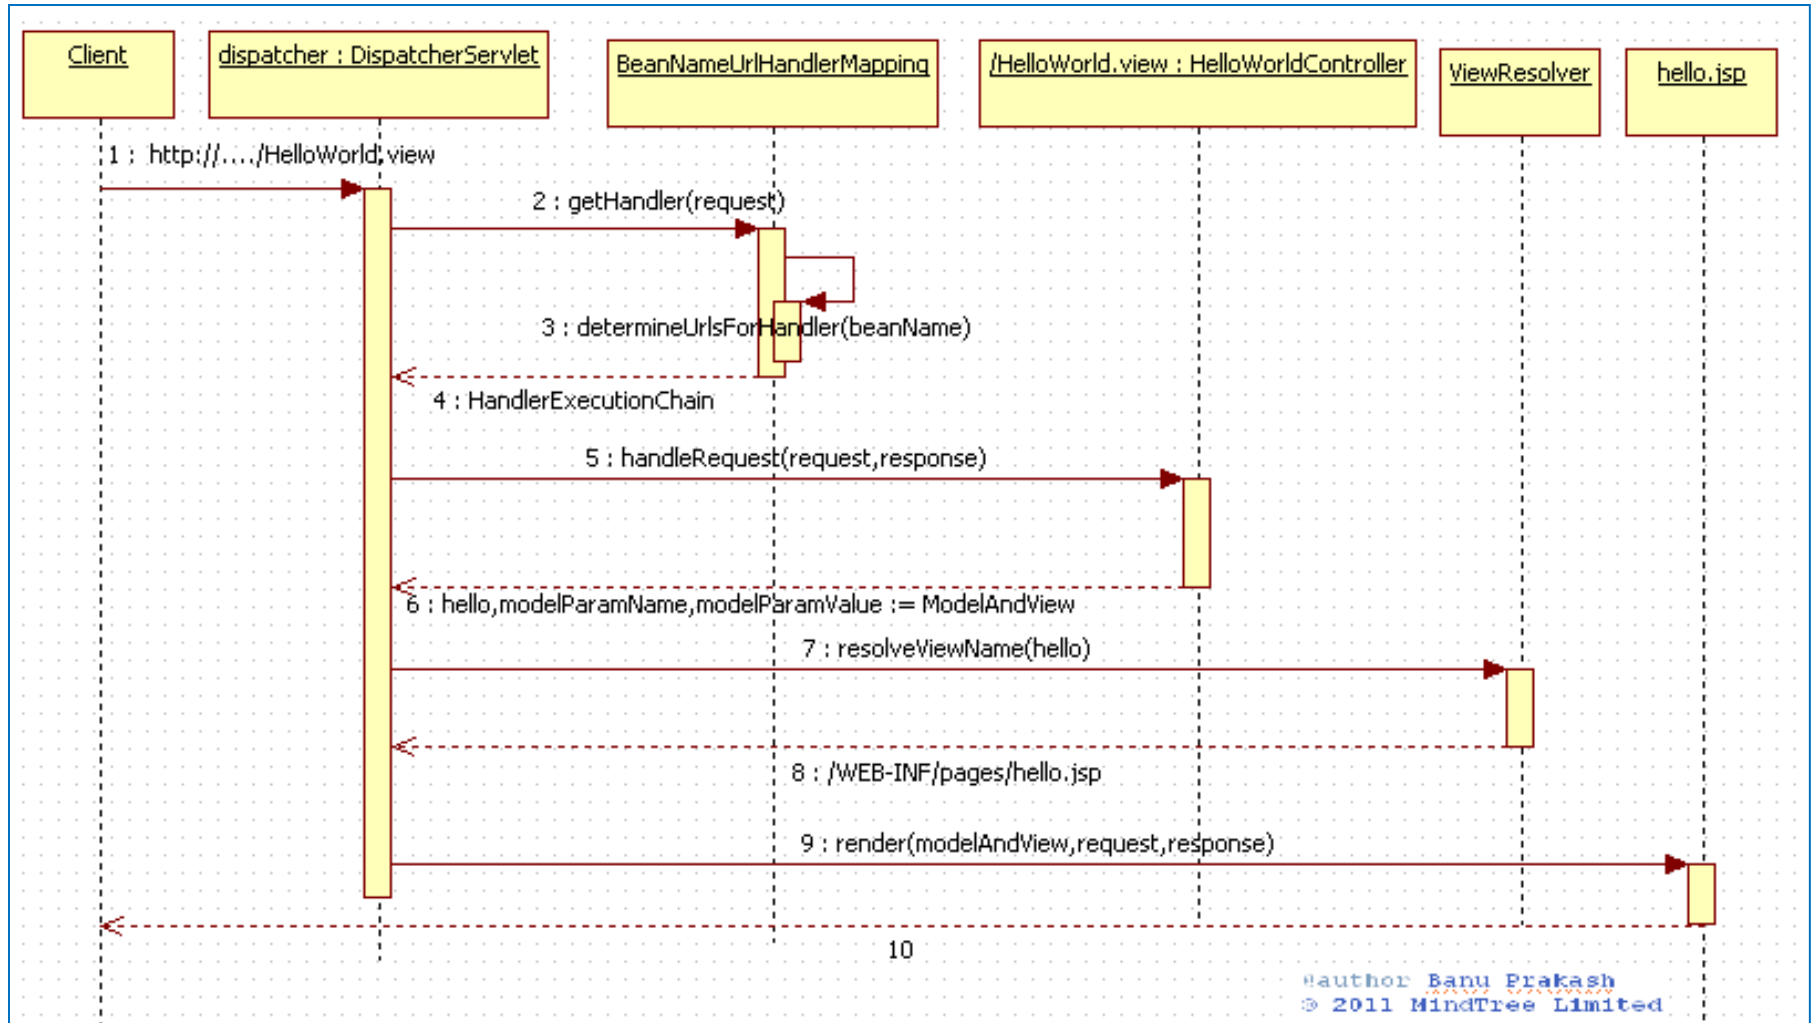 Client
dispatcher : DispatcherServlet
BeanNameUrlHandlerMapping
/HelloWorld.view : HelloWorldController
ViewResolver
hello.jsp
1 : http://..../HelloWorld.view
2 : getHandler(request)
3 : determineUrlsForHandler(beanName)
4 : HandlerExecutionChain
5 : handleRequest(request,response)
6 : hello,modelParamName,modelParamValue := ModelAndView
7 : resolveViewName(hello)
8 : /WEB-INF/pages/hello.jsp
9 : render(modelAndView,request,response)
10
@author Banu Prakash
© 2011 MindTree Limited